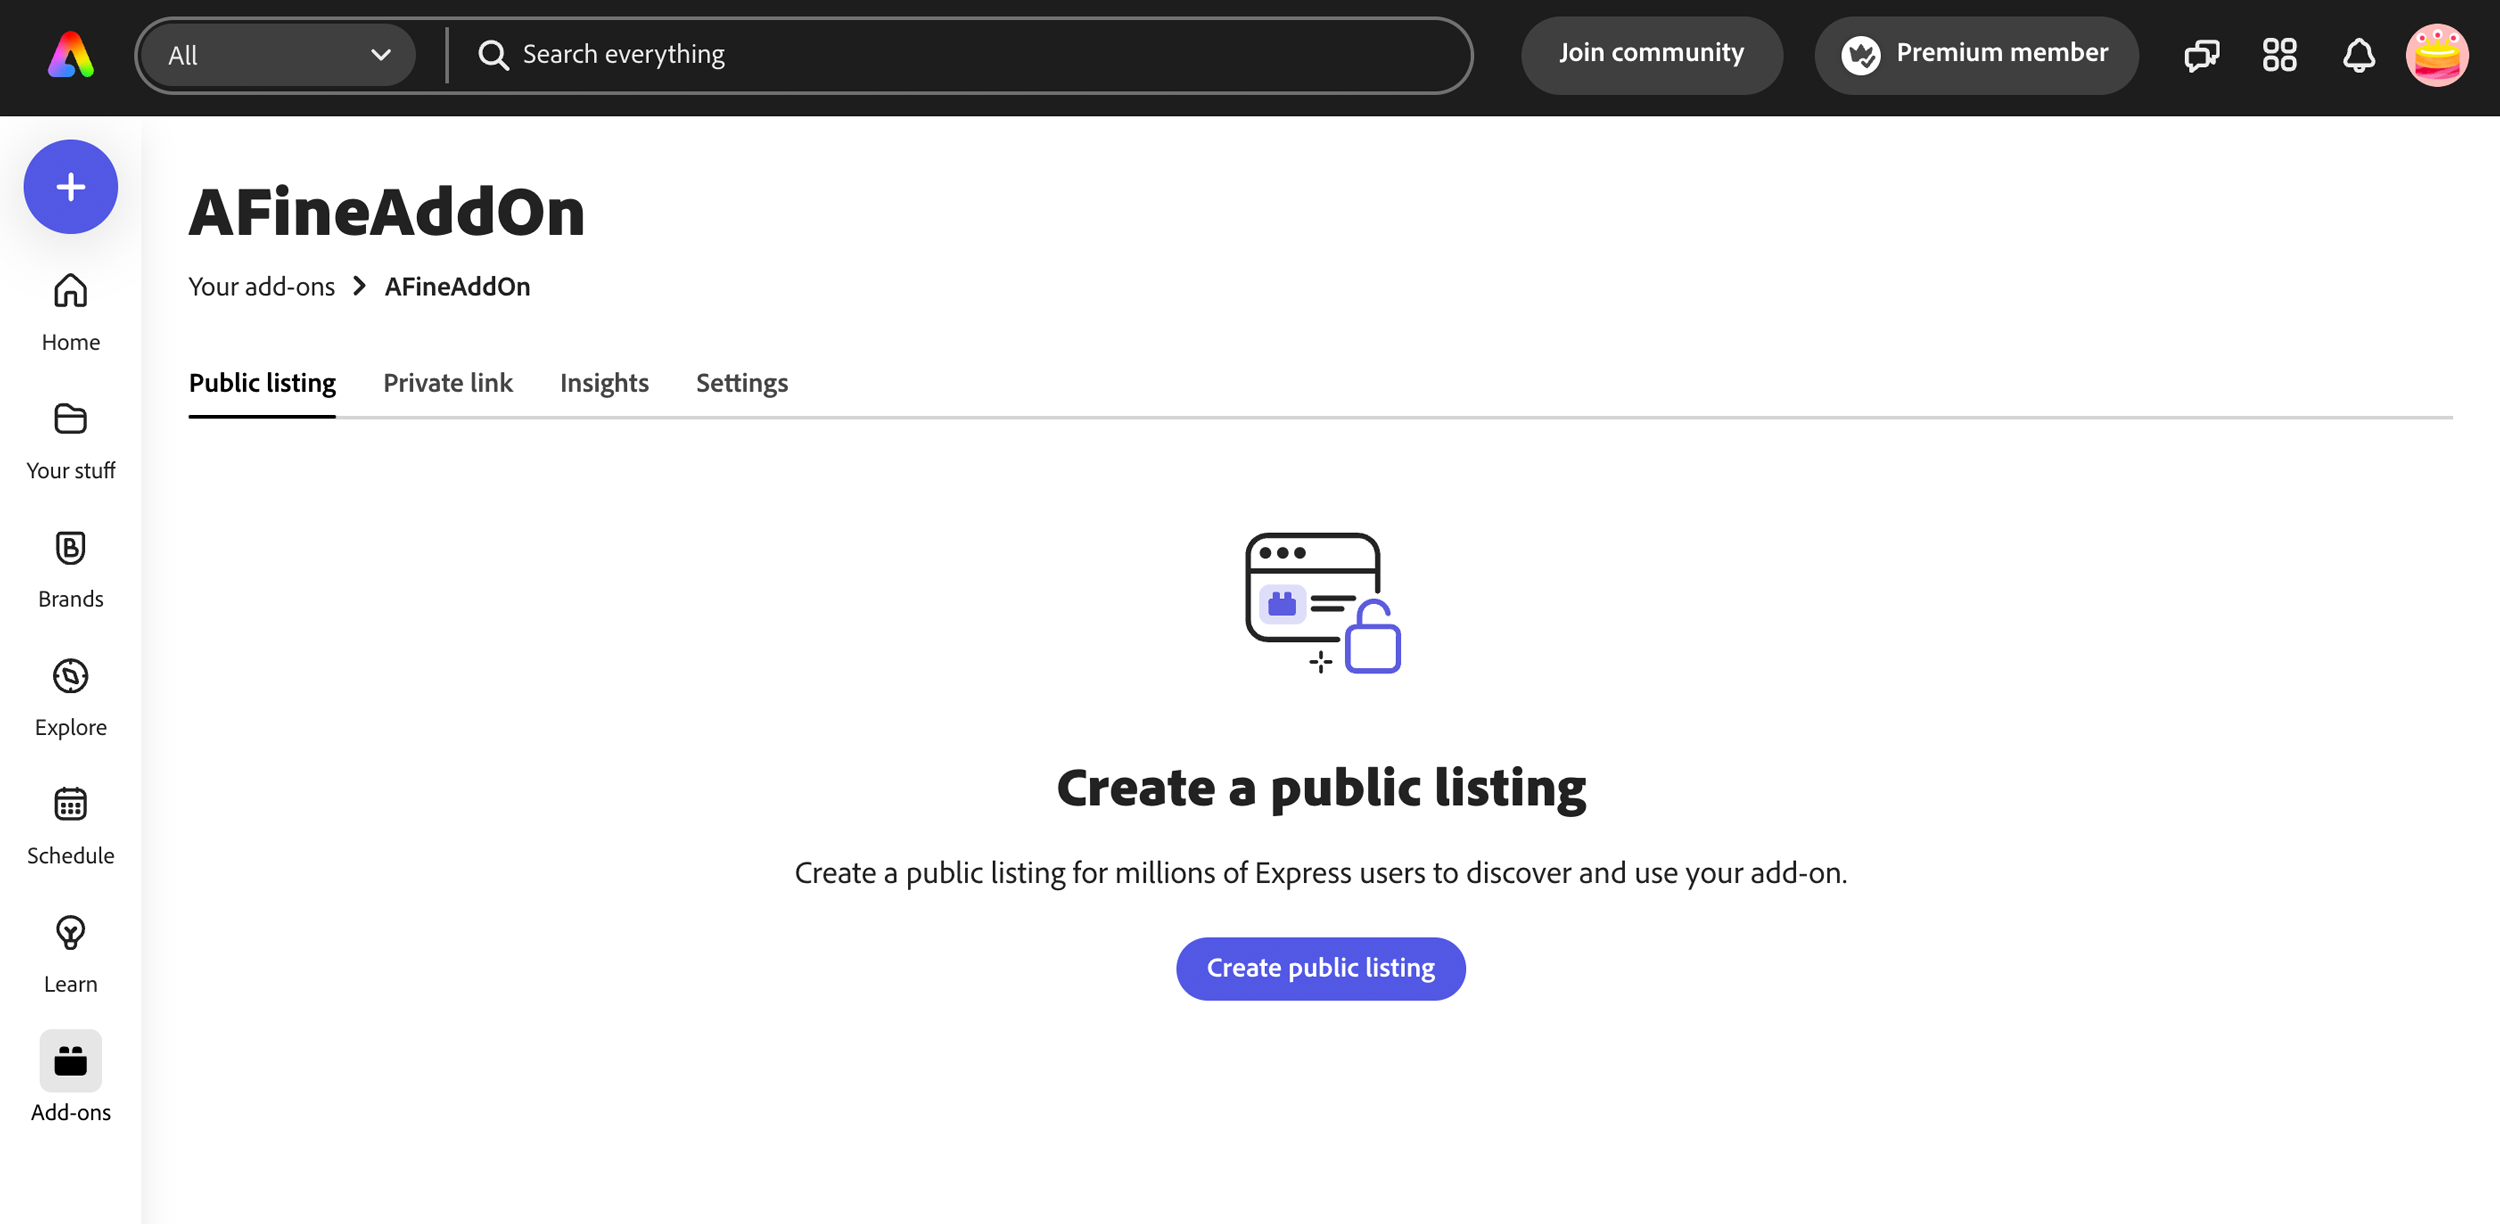 All
Search everything
Join community
Premium member
AFineAddOn
Your add-ons
AFineAddOn
Home
Public listing
Private link
Insights
Settings
Your stuff
B
Brands
Explore
Create a public listing
Schedule
Create a public listing for millions of Express users to discover and use your add-on.
Create public listing
Learn
Add-ons